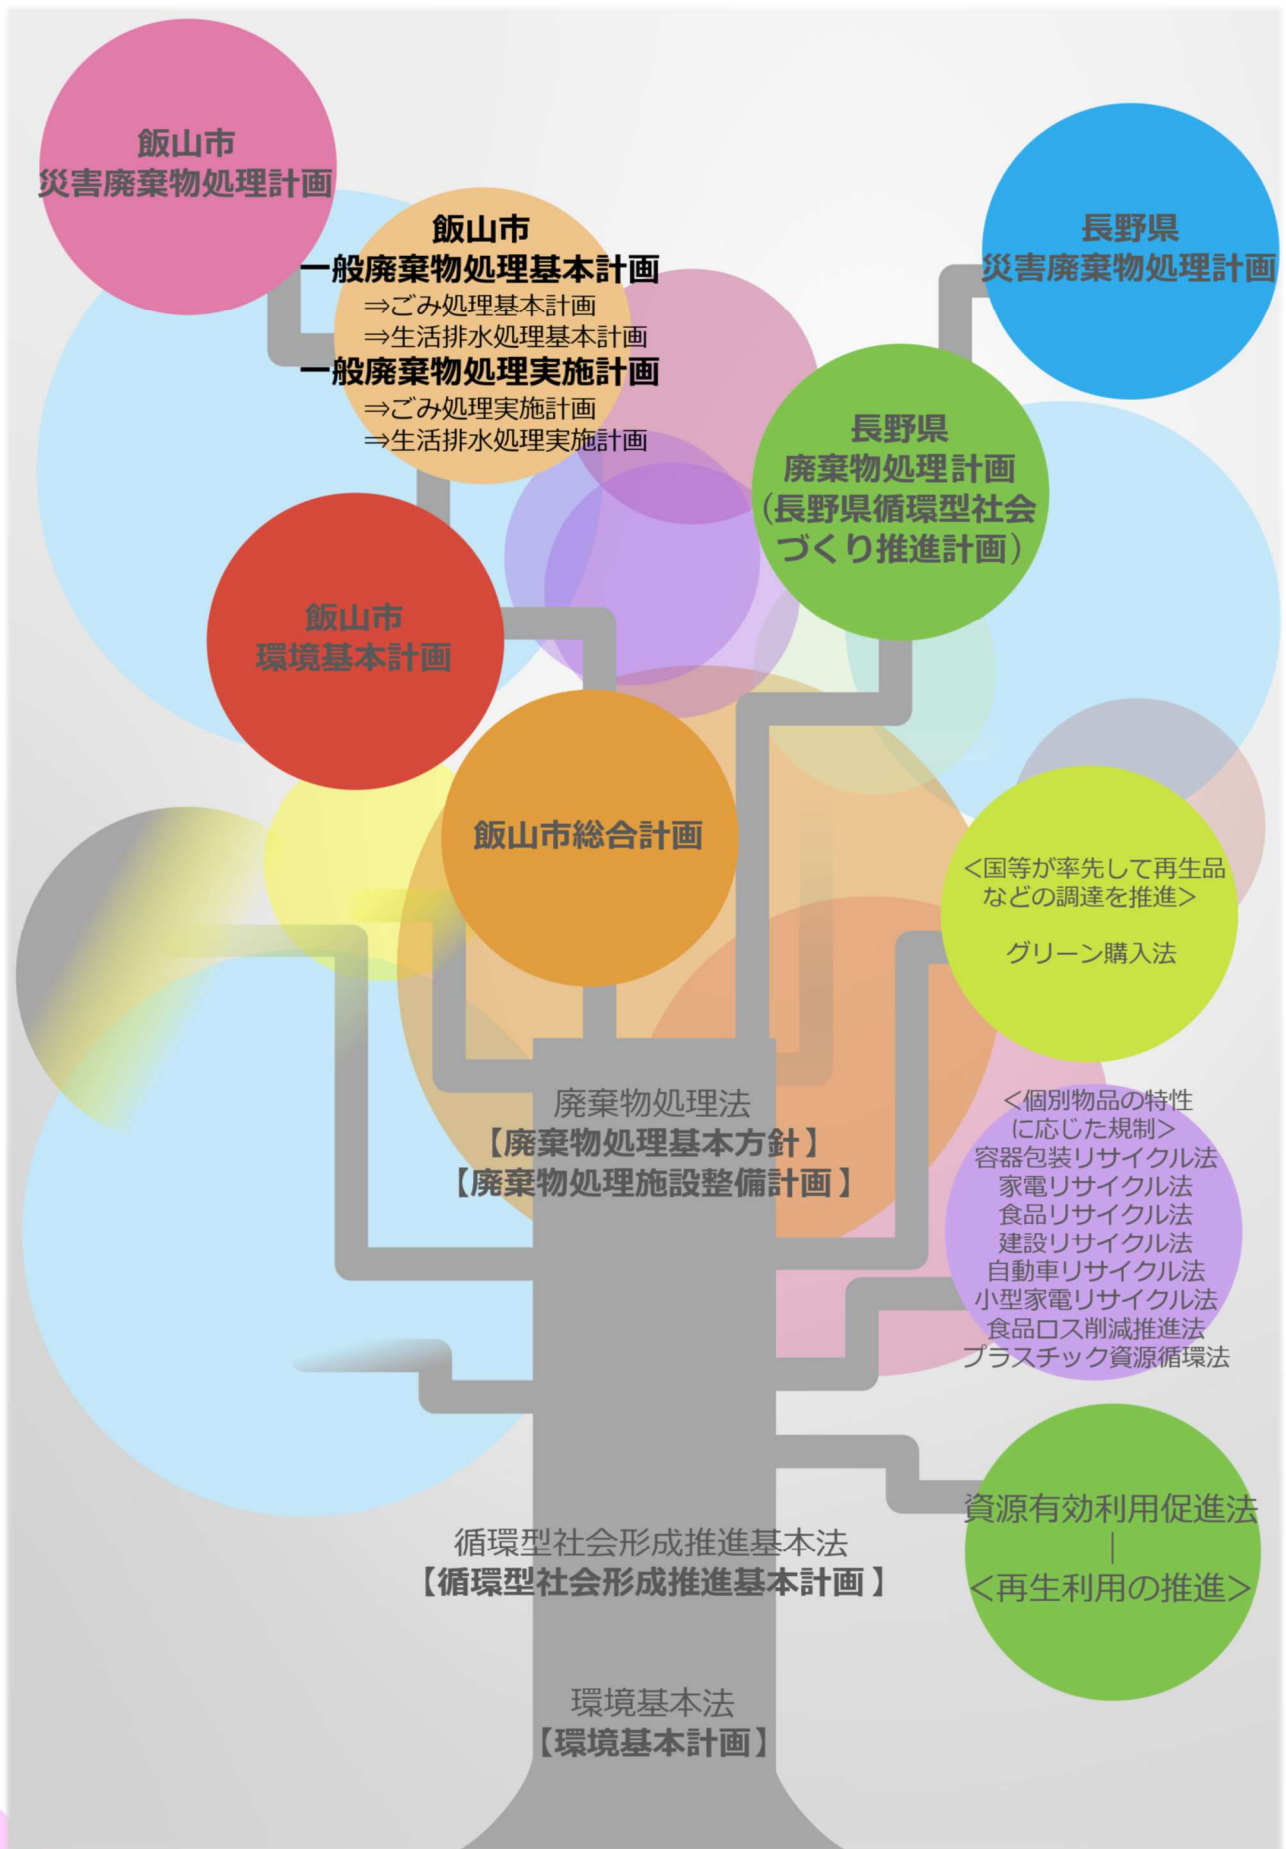 飯山市
災害廃棄物処理計画
飯山市
一般廃棄物処理基本計画
⇒ごみ処理基本計画
⇒生活排水処理基本計画
一般廃棄物処理実施計画
⇒ごみ処理実施計画
⇒生活排水処理実施計画
長野県
災害廃棄物処理計画
長野県
廃棄物処理計画
（長野県循環型社会
づくり推進計画）
飯山市
環境基本計画
飯山市総合計画
＜国等が率先して再生品
などの調達を推進＞
グリーン購入法
廃棄物処理法
【廃棄物処理基本方針】
【廃棄物処理施設整備計画】
＜個別物品の特性
に応じた規制＞
容器包装リサイクル法
家電リサイクル法
食品リサイクル法
建設リサイクル法
自動車リサイクル法
小型家電リサイクル法
食品ロス削減推進法
プラスチック資源循環法
資源有効利用促進法
｜
＜再生利用の推進＞
循環型社会形成推進基本法
【循環型社会形成推進基本計画】
環境基本法
【環境基本計画】